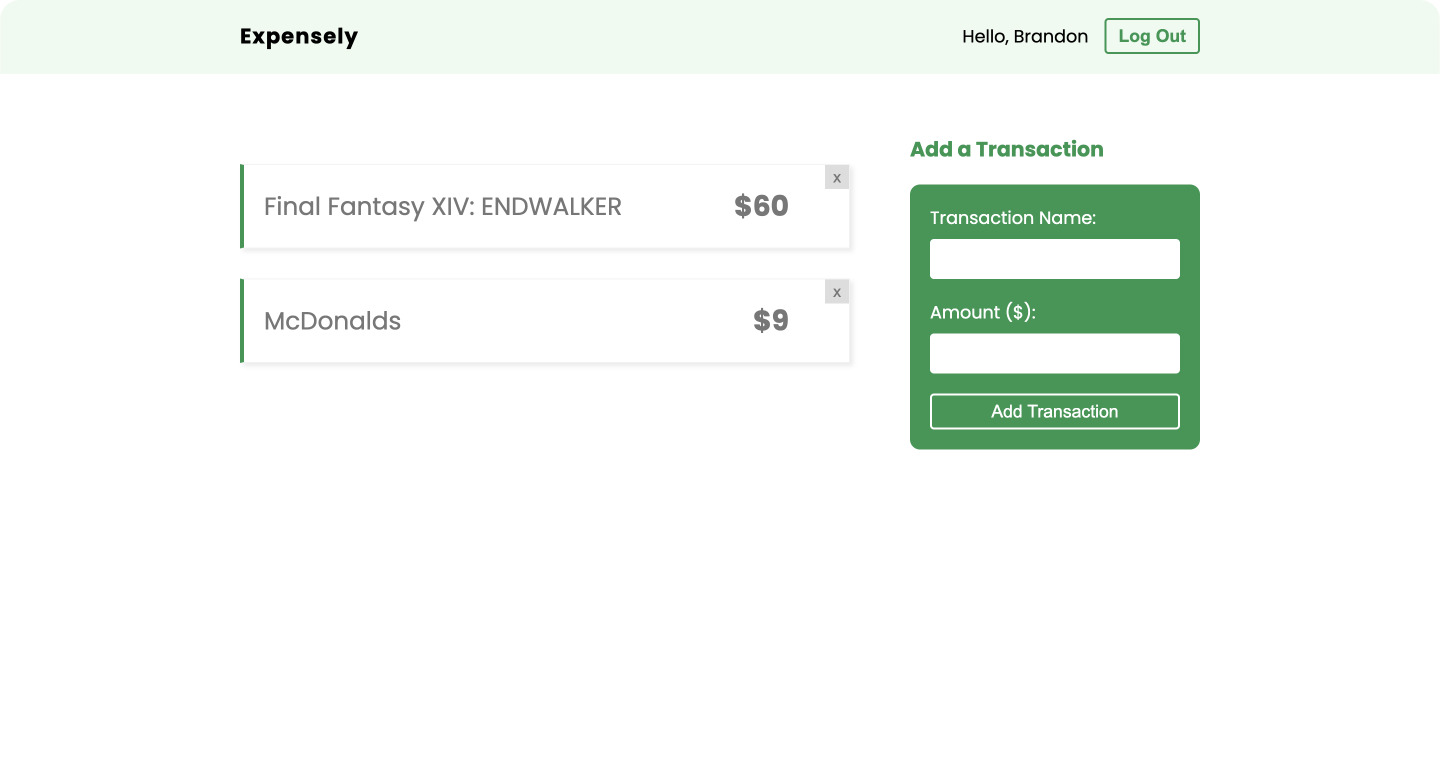 Expensely
Hello, Brandon
Log Out
Final Fantasy XIV: ENDWALKER
$60
x
McDonalds
$9
x
Add a Transaction
Transaction Name:
Amount ($):
Add Transaction